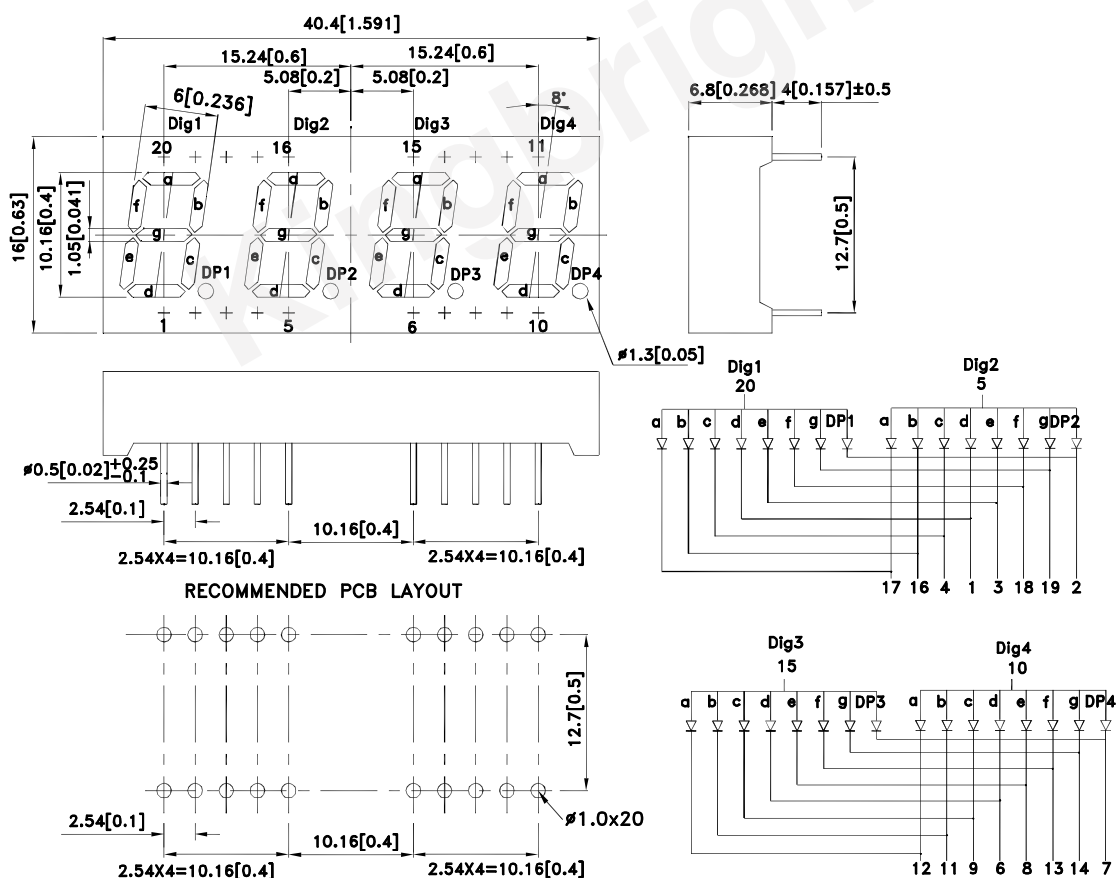 40.4[1.591]
15.24[0.6] 15.24[0.6]
5.08[0.2] 5.08[0.2]
6[0.236] 8°
Dig1 Dig2 Dig3 Dig4
20 16 15 11
16[0.63]
10.16[0.4]
1.05[0.041]
a f b g e c d DP1
a f b g e c d DP2
a f b g e c d DP3
a f b g e c d DP4
1 5 6 10
ø1.3[0.05]
6.8[0.268] 4[0.157]±0.5
12.7[0.5]
Kingbright
ø0.5[0.02]+0.25 -0.1
2.54[0.1]
10.16[0.4]
2.54X4=10.16[0.4] 2.54X4=10.16[0.4]
RECOMMENDED PCB LAYOUT
12.7[0.5]
2.54[0.1]
ø1.0x20
10.16[0.4]
2.54X4=10.16[0.4] 2.54X4=10.16[0.4]
Dig1 Dig2
20 5
a b c d e f g DP1 a b c d e f g DP2
17 16 4 1 3 18 19 2
Dig3 Dig4
15 10
a b c d e f g DP3 a b c d e f g DP4
12 11 9 6 8 13 14 7